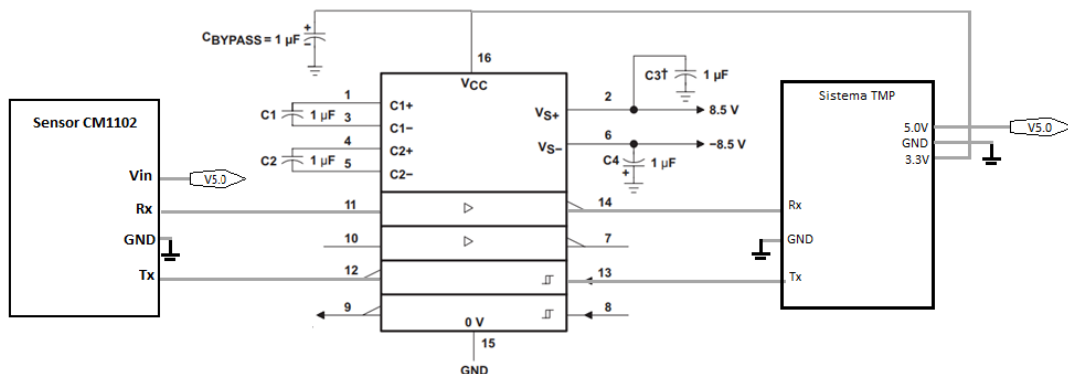 CBYPASS = 1 µF
+
−
16
VCC
Sensor CM1102
Vin
V5.0
Rx
GND
Tx
C1
1 µF
1
3
C2
1 µF
4
5
C1+
C1−
C2+
C2−
VS+
VS−
2
C3†
1 µF
8.5 V
6
−8.5 V
C4
+
1 µF
11
14
10
7
12
13
9
8
0 V
15
GND
Sistema TMP
5.0V
GND
3.3V
V5.0
Rx
GND
Tx